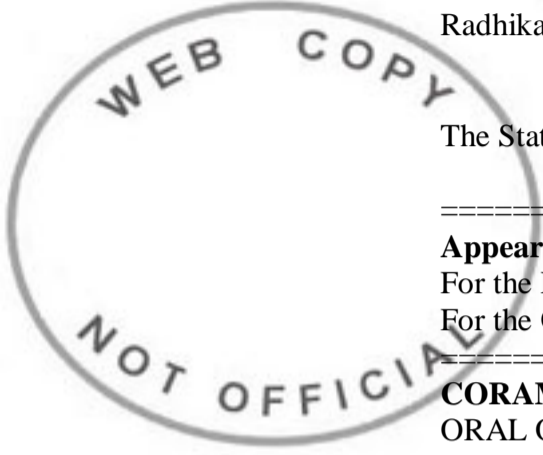 WEB COPY
NOT OFFICIAL
Radhika
The Stat
=======
Appear
For the
For the
=======
CORAM
ORAL O